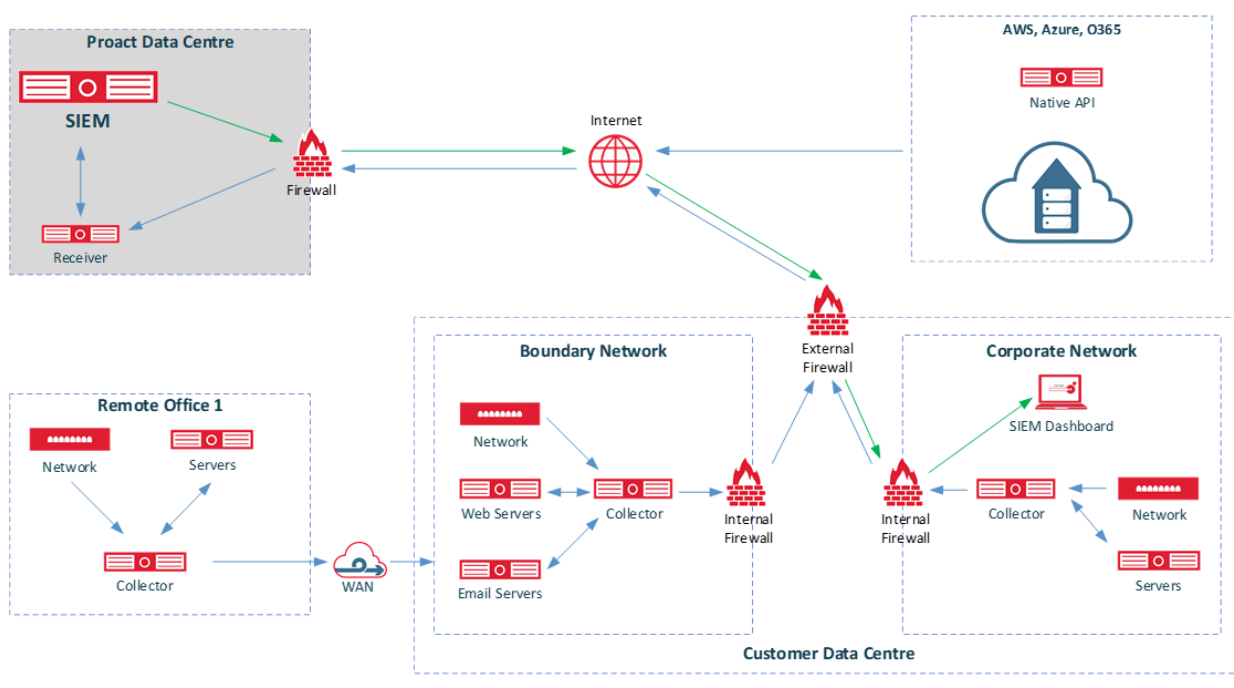 Proact Data Centre
SIEM
Receiver
Firewall
Internet
AWS, Azure, O365
Native API
External
Firewall
Remote Office 1
Network
Servers
Collector
WAN
Boundary Network
Network
Web Servers
Collector
Email Servers
Internal
Firewall
Corporate Network
SIEM Dashboard
Internal
Firewall
Collector
Network
Servers
Customer Data Centre